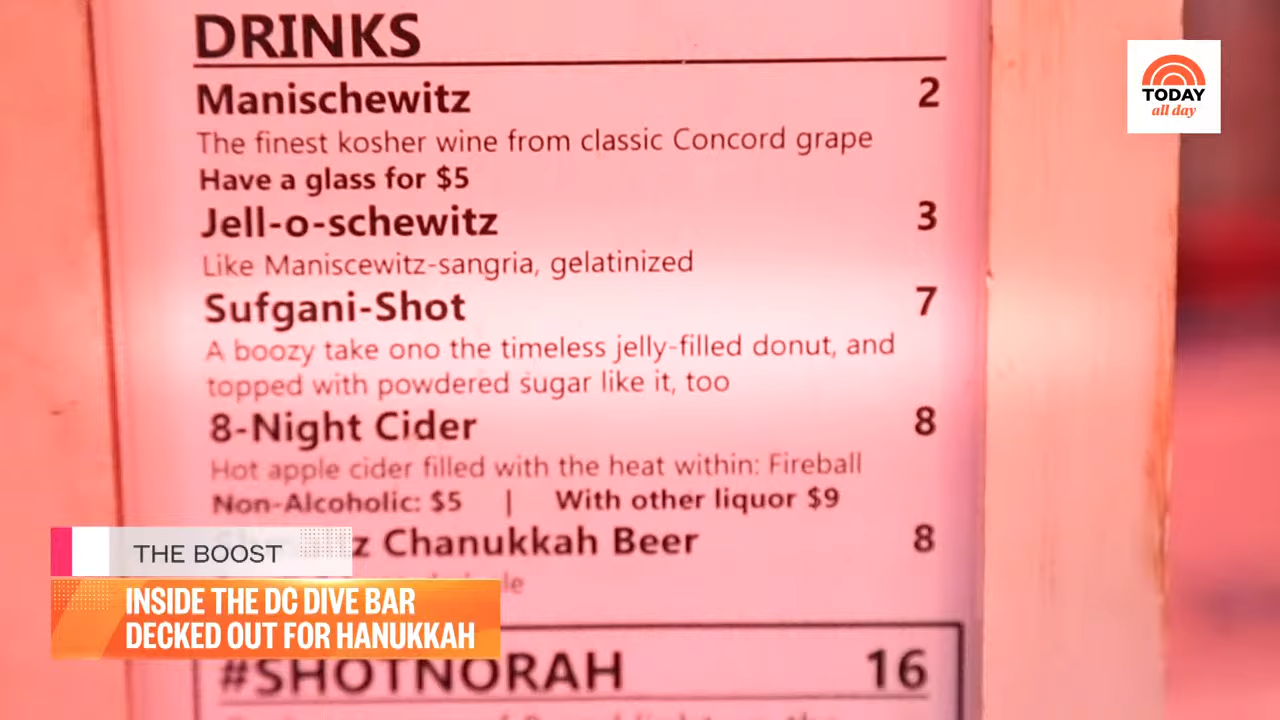 DRINKS
Manischewitz 2
The finest kosher wine from classic Concord grape
Have a glass for $5
Jell-o-schewitz 3
Like Maniscewitz-sangria, gelatinized
Sufgani-Shot 7
A boozy take ono the timeless jelly-filled donut, and
topped with powdered sugar like it, too
8-Night Cider 8
Hot apple cider filled with the heat within: Fireball
Non-Alcoholic: $5 | With other liquor $9
Chanukkah Beer 8
#SHOTNORAH 16
TODAY
all day
THE BOOST
INSIDE THE DC DIVE BAR
DECKED OUT FOR HANUKKAH